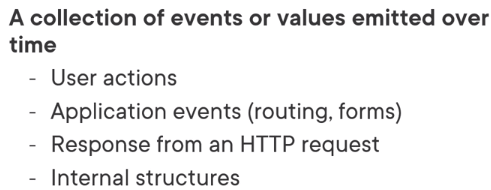 A collection of events or values emitted over
time
- User actions
- Application events (routing, forms)
- Response from an HTTP request
- Internal structures